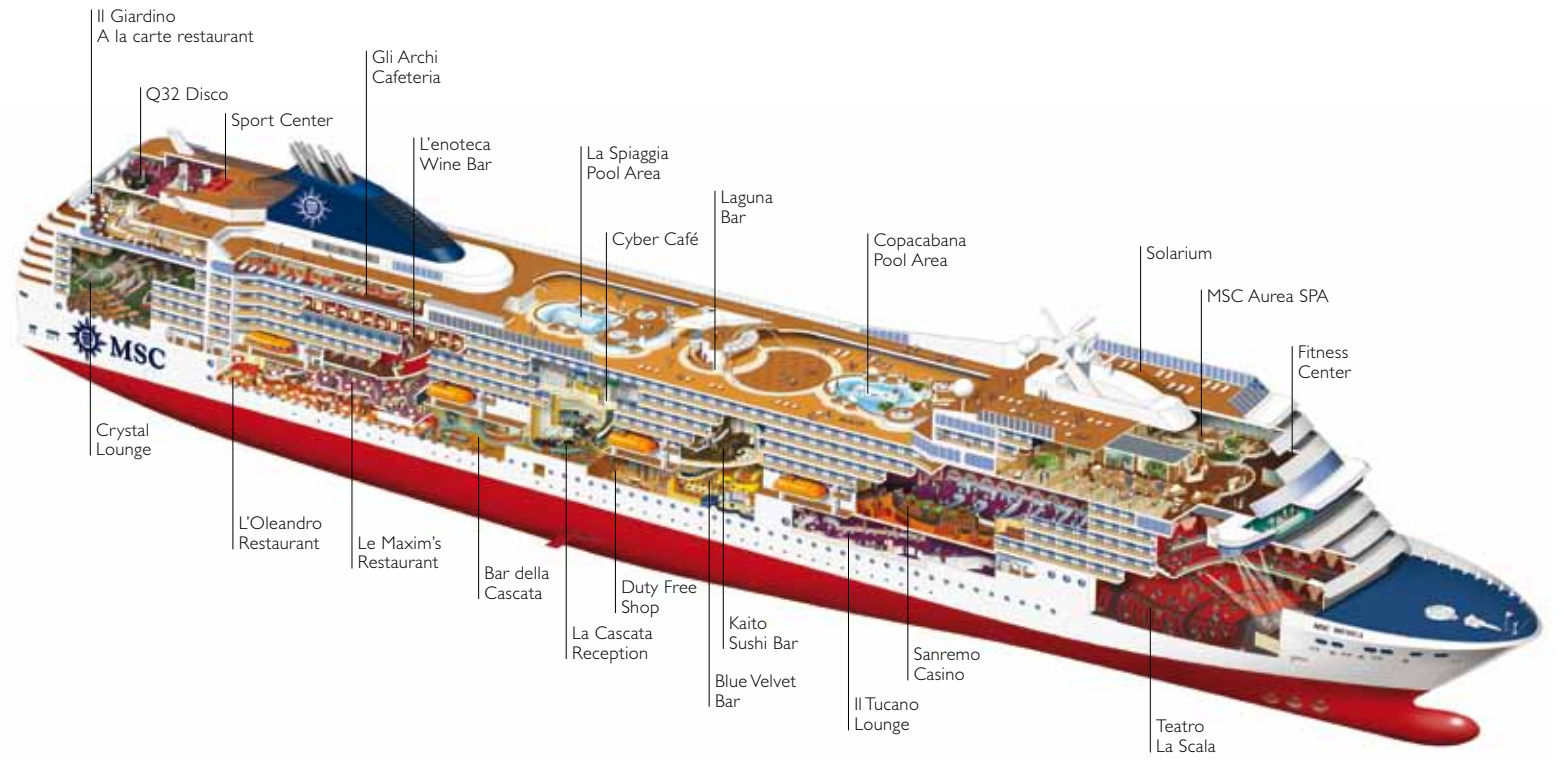 Il Giardino
A la carte restaurant
Gli Archi
Cafeteria
Q32 Disco
Sport Center
L'enoteca
Wine Bar
La Spiaggia
Pool Area
Laguna
Bar
Cyber Café
Copacabana
Pool Area
Solarium
MSC Aurea SPA
Fitness
Center
MSC
Crystal
Lounge
L'Oleandro
Restaurant
Le Maxim's
Restaurant
Bar della
Cascata
Duty Free
Shop
La Cascata
Reception
Kaito
Sushi Bar
Blue Velvet
Bar
Sanremo
Casino
Il Tucano
Lounge
Teatro
La Scala